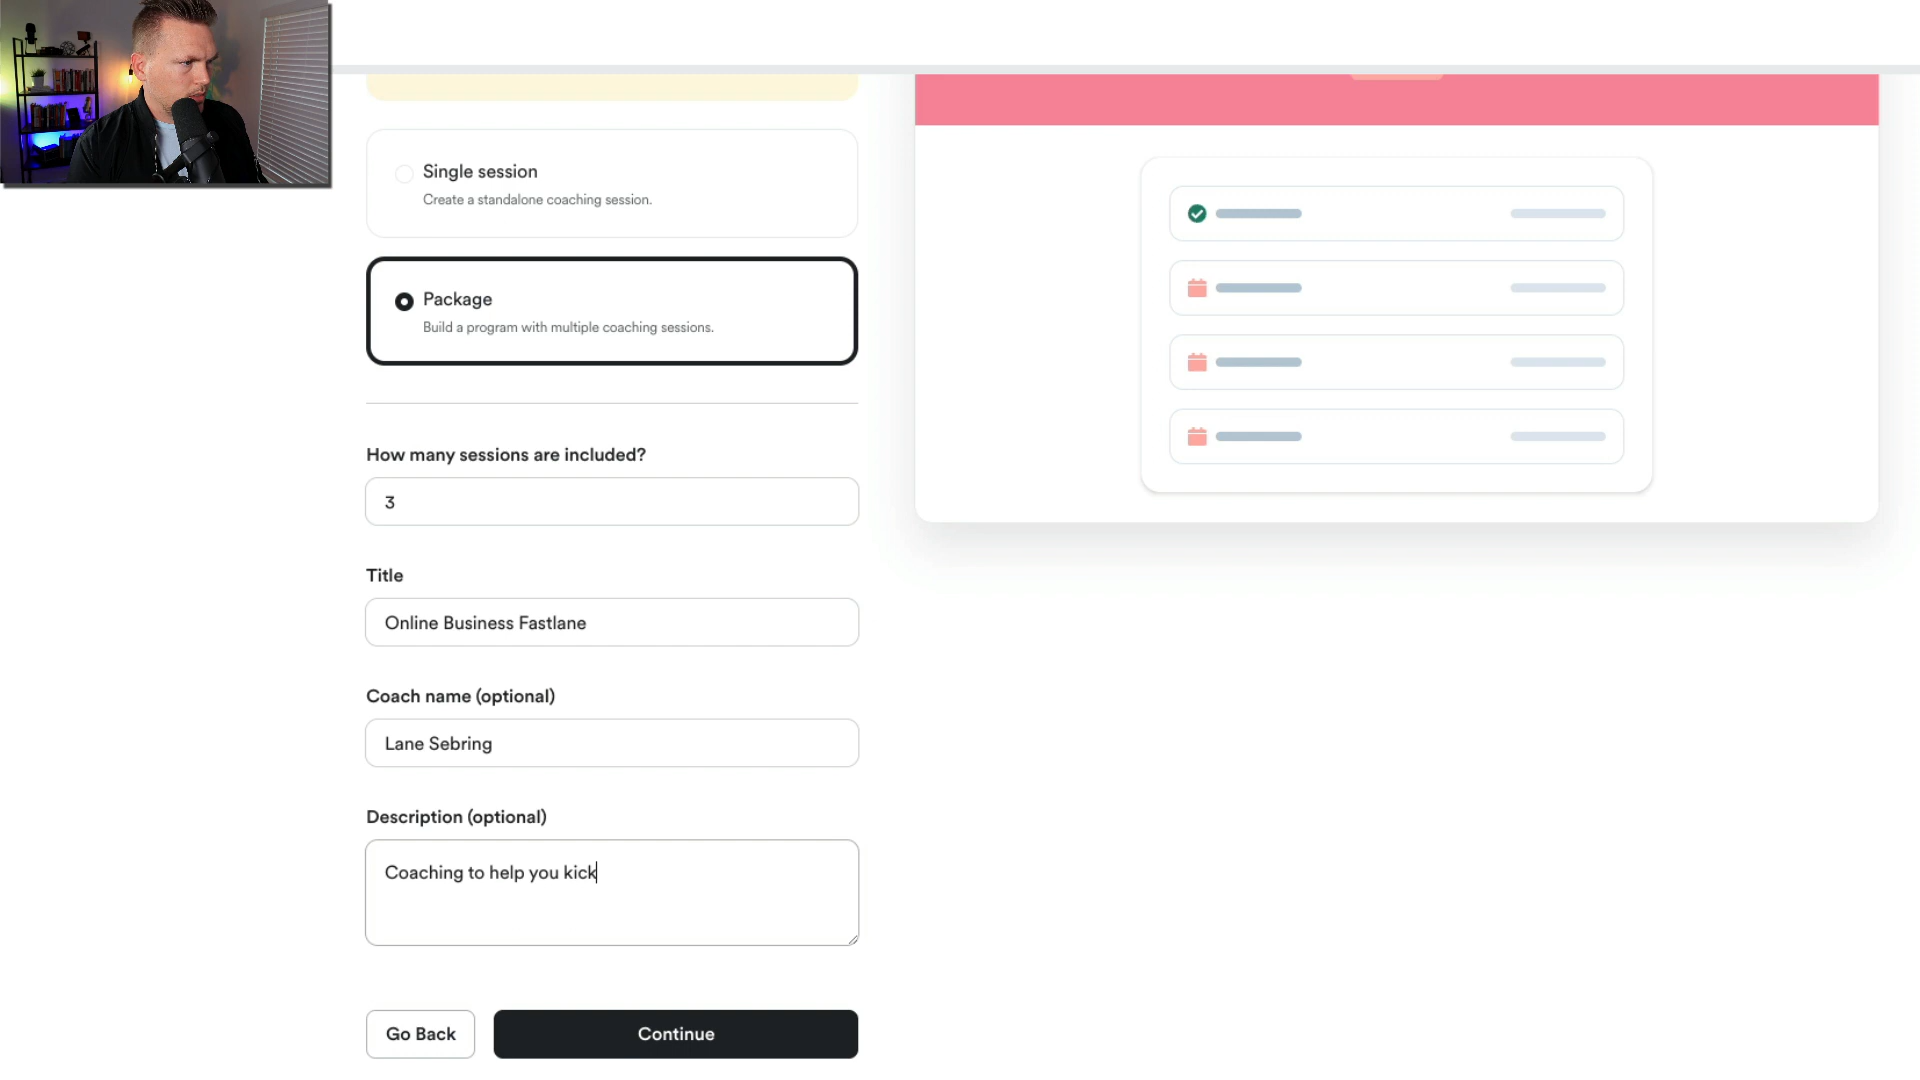 Single session
Create a standalone coaching session.
Package
Build a program with multiple coaching sessions.
How many sessions are included?
3
Title
Online Business Fastlane
Coach name (optional)
Lane Sebring
Description (optional)
Coaching to help you kick
Go Back
Continue